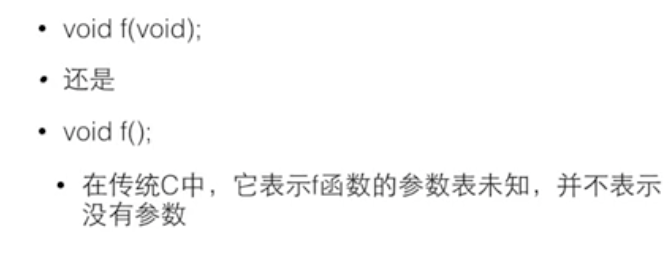 • void f(void);
• 还是
• void f();
• 在传统C中，它表示f函数的参数表未知，并不表示
没有参数